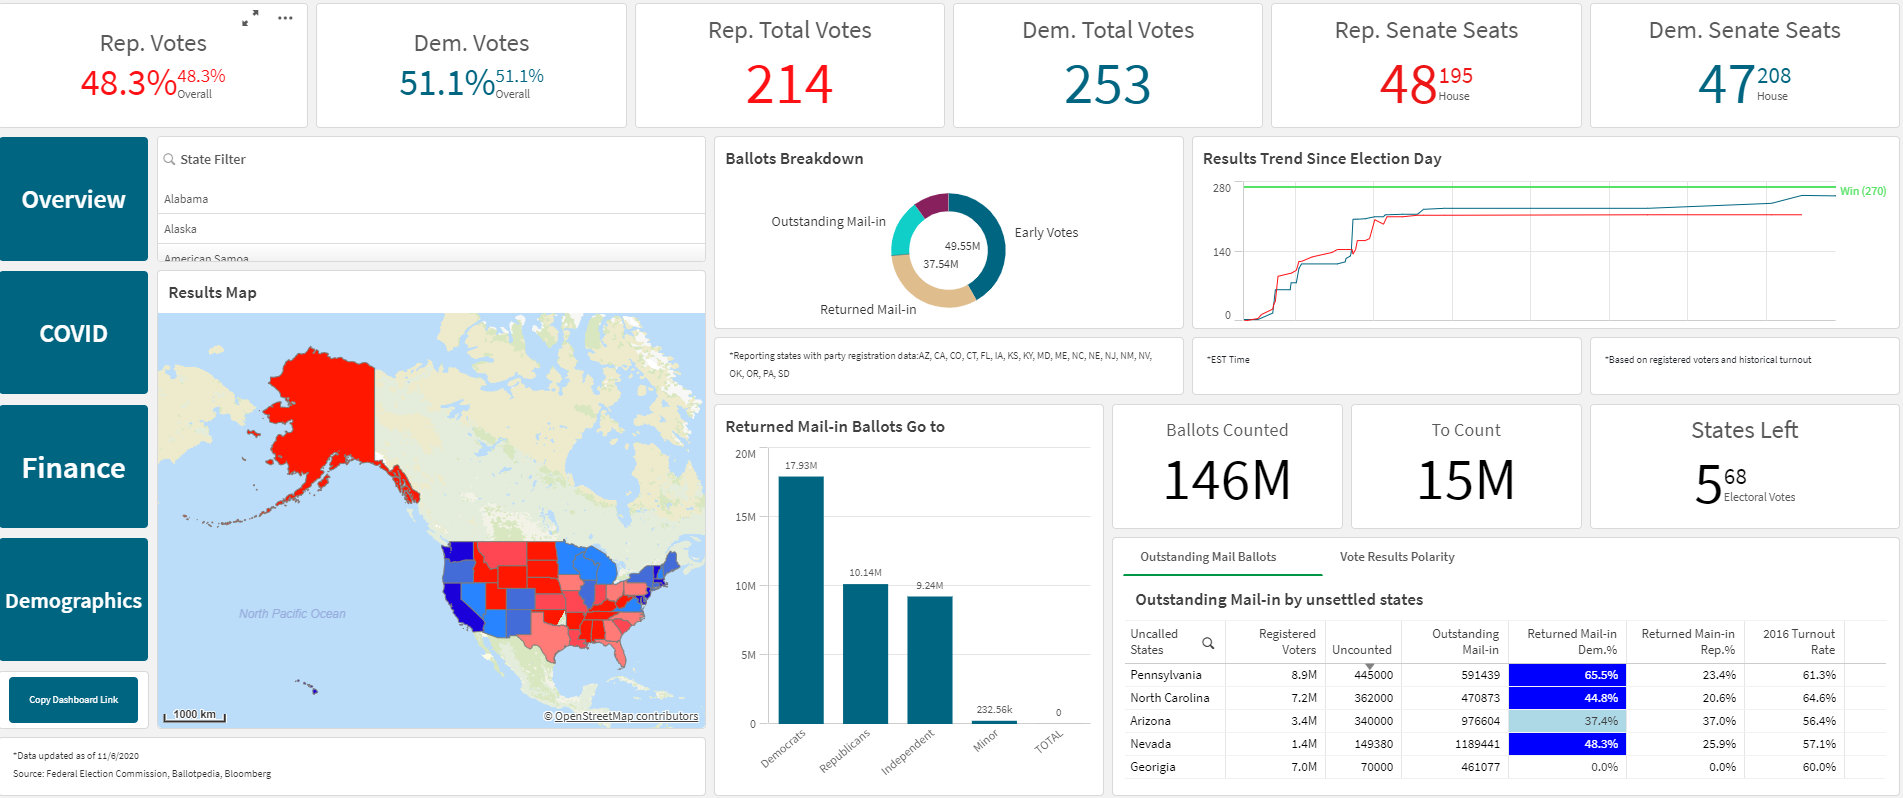 Rep. Votes
48.3% 48.3%
Overall
Dem. Votes
51.1% 51.1%
Overall
Rep. Total Votes
214
Dem. Total Votes
253
Rep. Senate Seats
48 195
House
Dem. Senate Seats
47 208
House
Overview
COVID
Finance
Demographics
Copy Dashboard Link
State Filter
Alabama
Alaska
American Samoa
Results Map
North Pacific Ocean
1000 km
© OpenStreetMap contributors
*Data updated as of 11/6/2020
Source: Federal Election Commission, Ballotpedia, Bloomberg
Ballots Breakdown
Outstanding Mail-in
Early Votes
49.55M
37.54M
Returned Mail-in
Results Trend Since Election Day
280
Win (270)
140
0
*Reporting states with party registration data:AZ, CA, CO, CT, FL, IA, KS, KY, MD, ME, NC, NE, NJ, NM, NV,
OK, OR, PA, SD
*EST Time
*Based on registered voters and historical turnout
Returned Mail-in Ballots Go to
20M
17.93M
15M
10M
10.14M
9.24M
5M
232.56k
0
0
Democrats
Republicans
Independent
Minor
TOTAL
Ballots Counted
146M
To Count
15M
States Left
5 68
Electoral Votes
Outstanding Mail Ballots Vote Results Polarity
Outstanding Mail-in by unsettled states
Uncalled Registered Outstanding Returned Mail-in Returned Main-in 2016 Turnout
States Voters Uncounted Mail-in Dem.% Rep.% Rate
Pennsylvania 8.9M 445000 591439 65.5% 23.4% 61.3%
North Carolina 7.2M 362000 470873 44.8% 20.6% 64.6%
Arizona 3.4M 340000 976604 37.4% 37.0% 56.4%
Nevada 1.4M 149380 1189441 48.3% 25.9% 57.1%
Georigia 7.0M 70000 461077 0.0% 0.0% 60.0%